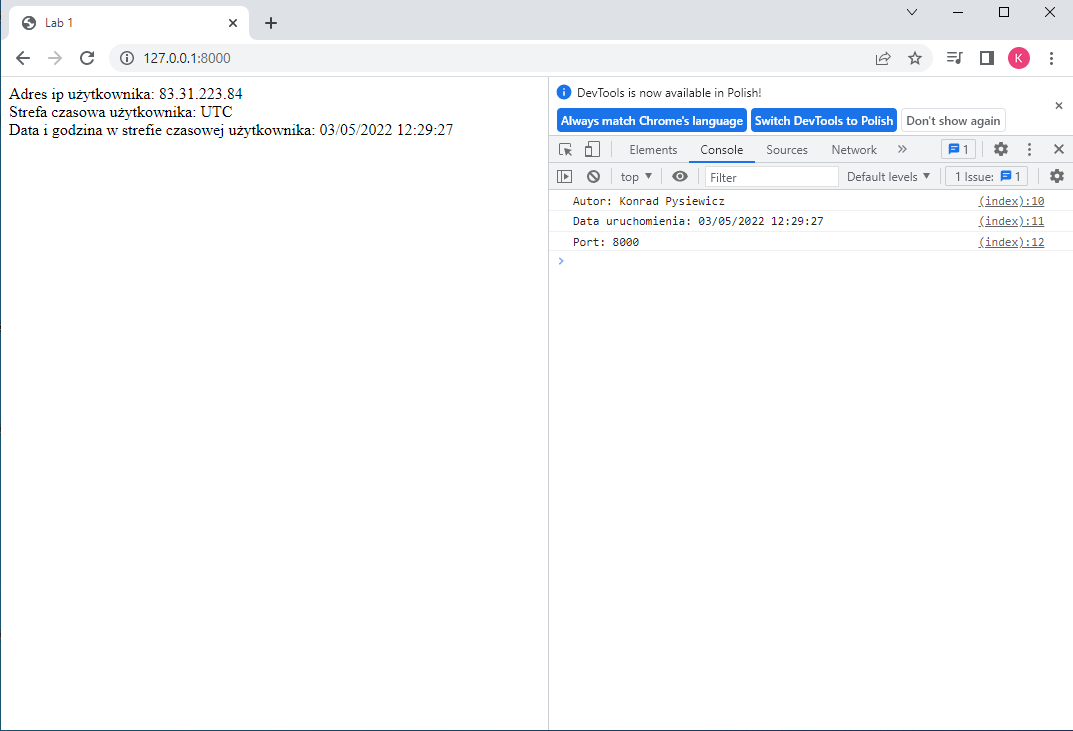 Lab 1
127.0.0.1:8000
K
Adres ip użytkownika: 83.31.223.84
Strefa czasowa użytkownika: UTC
Data i godzina w strefie czasowej użytkownika: 03/05/2022 12:29:27
DevTools is now available in Polish!
Always match Chrome's language Switch DevTools to Polish Don't show again
Elements Console Sources Network 1
top Filter Default levels 1 Issue: 1
Autor: Konrad Pysiewicz (index):10
Data uruchomienia: 03/05/2022 12:29:27 (index):11
Port: 8000 (index):12